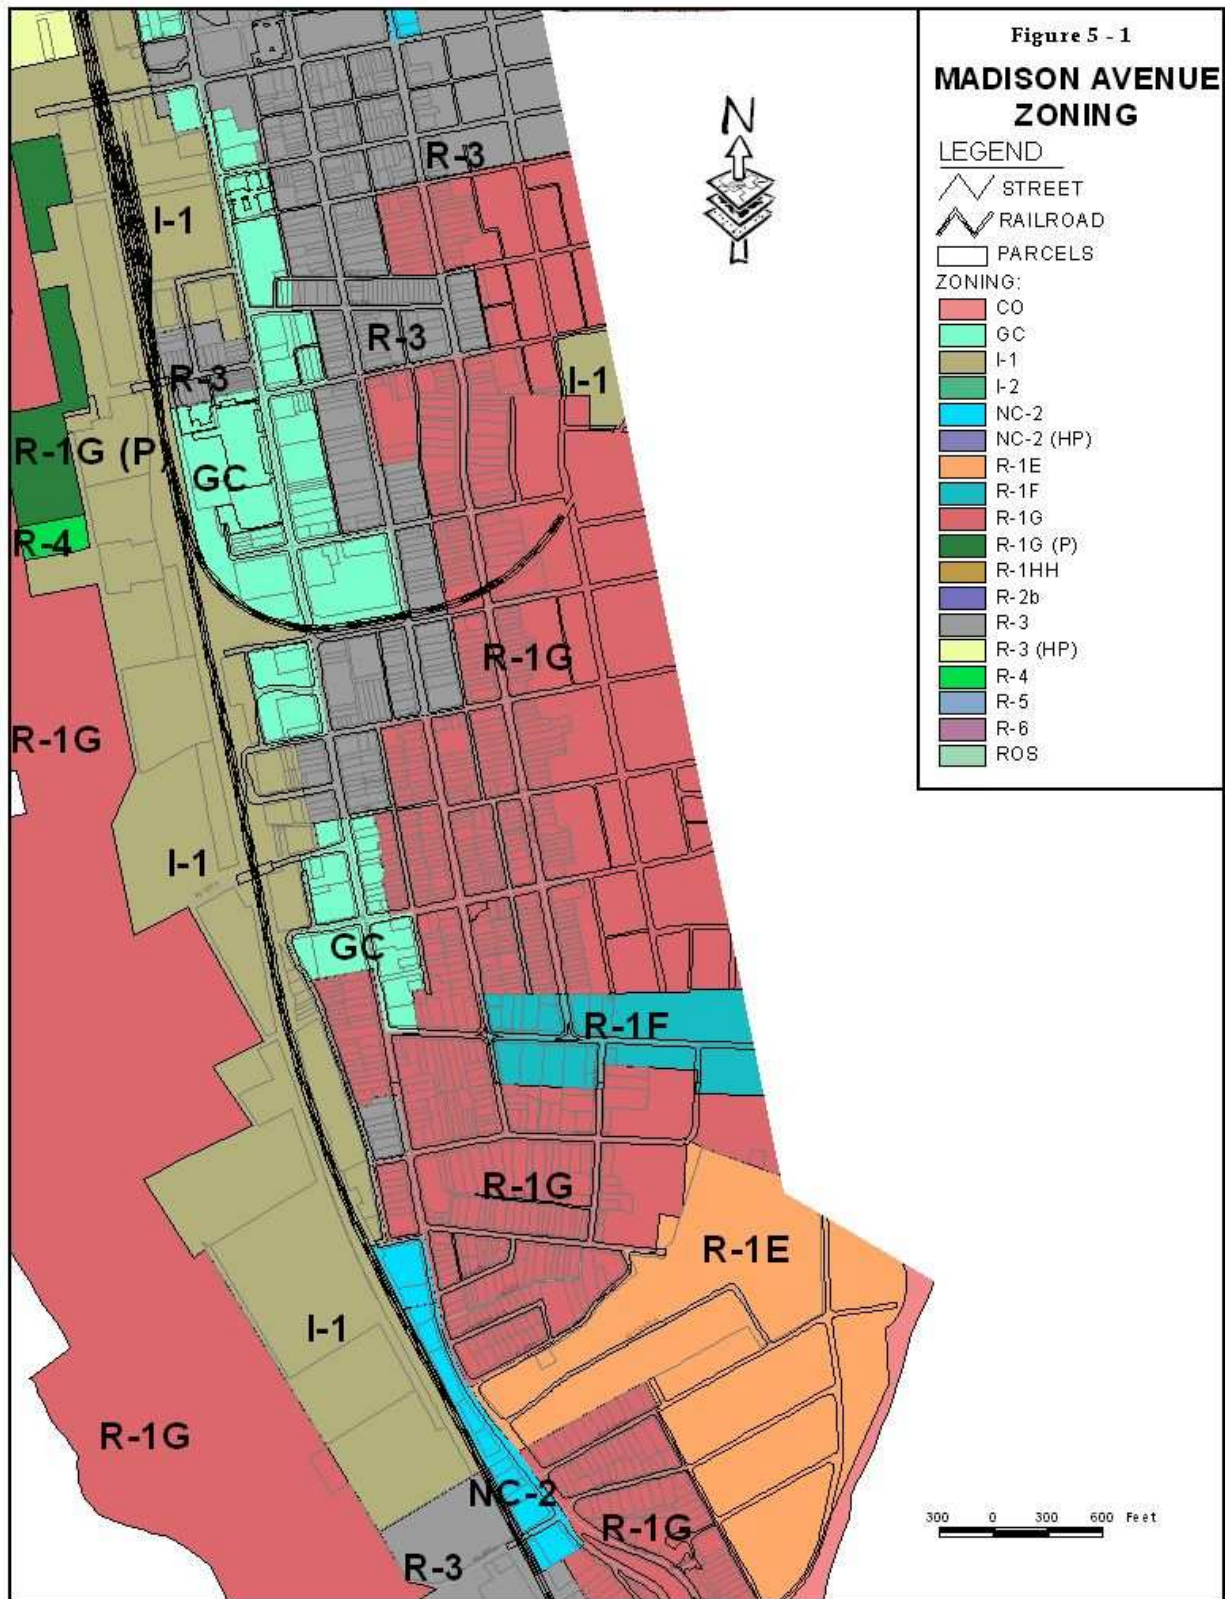 Figure 5 - 1
MADISON AVENUE
ZONING
LEGEND
STREET
RAILROAD
PARCELS
ZONING:
CO
GC
I-1
I-2
NC-2
NC-2 (HP)
R-1E
R-1F
R-1G
R-1G (P)
R-1HH
R-2b
R-3
R-3 (HP)
R-4
R-5
R-6
ROS
N
R-3
I-1
R-3
R-3
I-1
R-1G (P)
GC
R-4
R-1G
R-1G
I-1
GC
R-1F
R-1G
R-1E
I-1
R-1G
NC-2
R-1G
R-3
300 0 300 600 Feet